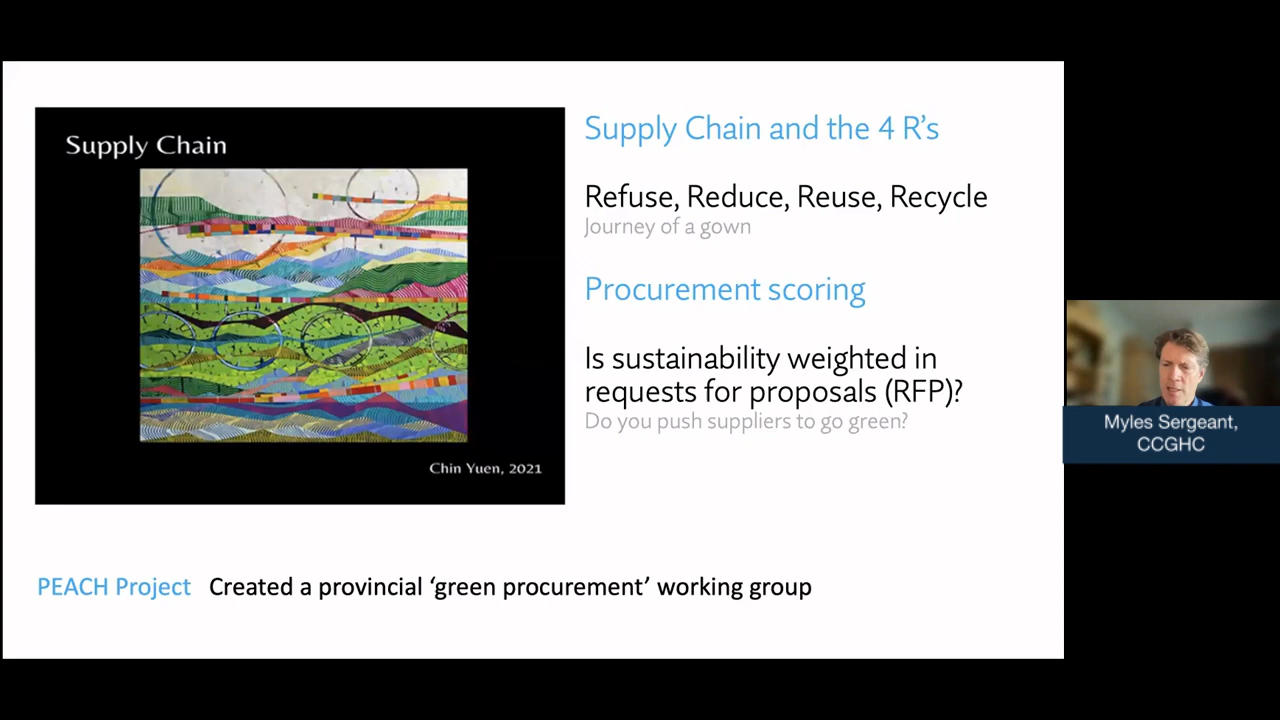 Supply Chain
Chin Yuen, 2021
Supply Chain and the 4 R’s
Refuse, Reduce, Reuse, Recycle
Journey of a gown
Procurement scoring
Is sustainability weighted in
requests for proposals (RFP)?
Do you push suppliers to go green?
PEACH Project Created a provincial ‘green procurement’ working group
Myles Sergeant,
CCGHC